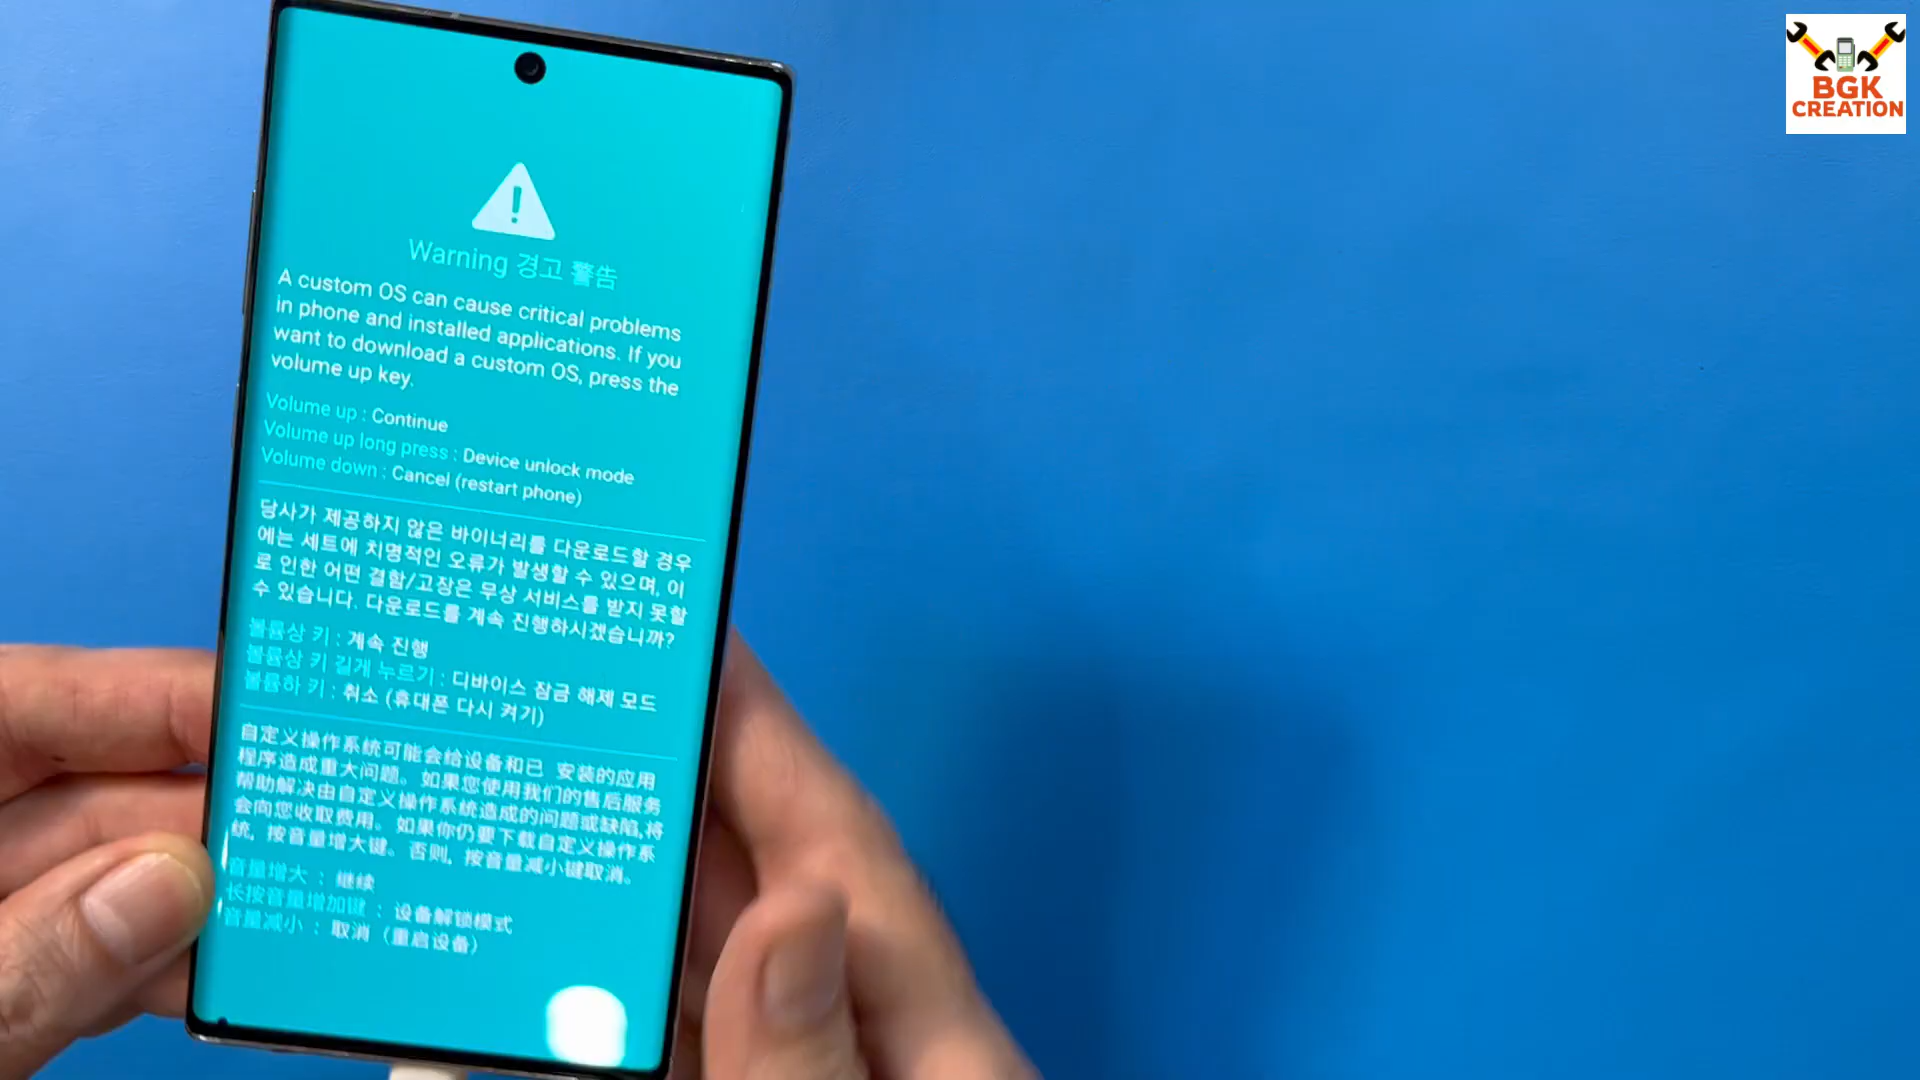 Warning 경고 警告
A custom OS can cause critical problems
in phone and installed applications. If you
want to download a custom OS, press the
volume up key.
Volume up : Continue
Volume up long press : Device unlock mode
Volume down : Cancel (restart phone)
당사가 제공하지 않은 바이너리를 다운로드할 경우
에는 세트에 치명적인 오류가 발생할 수 있으며, 이
로 인한 어떤 결함/고장은 무상 서비스를 받지 못할
수 있습니다. 다운로드를 계속 진행하시겠습니까?
볼륨상 키 : 계속 진행
볼륨상 키 길게 누르기 : 디바이스 잠금 해제 모드
볼륨하 키 : 취소 (휴대폰 다시 켜기)
自定义操作系统可能会给设备和已 安装的应用
程序造成重大问题。如果您使用我们的售后服务
帮助解决由自定义操作系统造成的问题或缺陷,将
会向您收取费用。如果你仍要下载自定义操作系
统, 按音量增大键。否则, 按音量减小键取消。
音量增大 : 继续
长按音量增加键 : 设备解锁模式
音量减小 : 取消 (重启设备)
BGK
CREATION